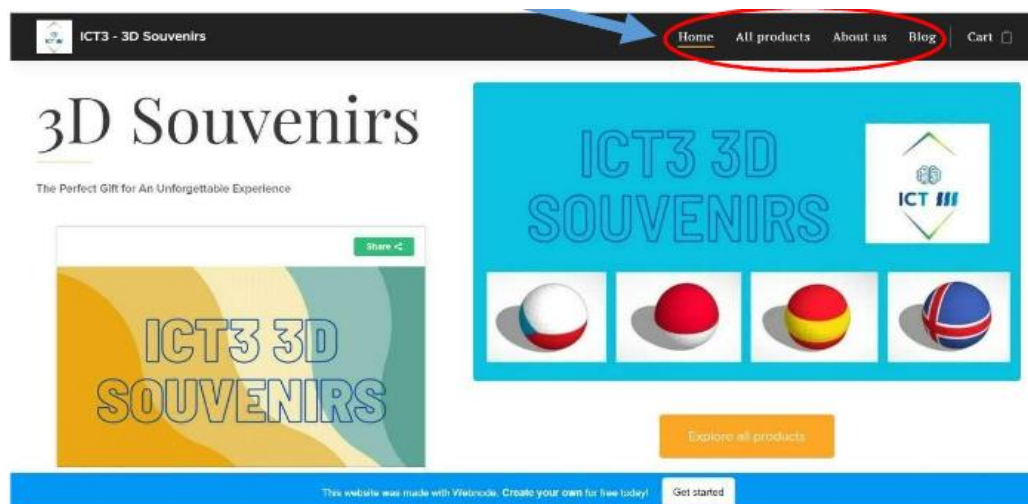 ICT3 - 3D Souvenirs
Home All products About us Blog Cart
3D Souvenirs
The Perfect Gift for An Unforgettable Experience
Share
ICT3 3D
SOUVENIRS
ICT3 3D
SOUVENIRS
ICT
Explore all products
This website was made with Webnode. Create your own for free today! Get started